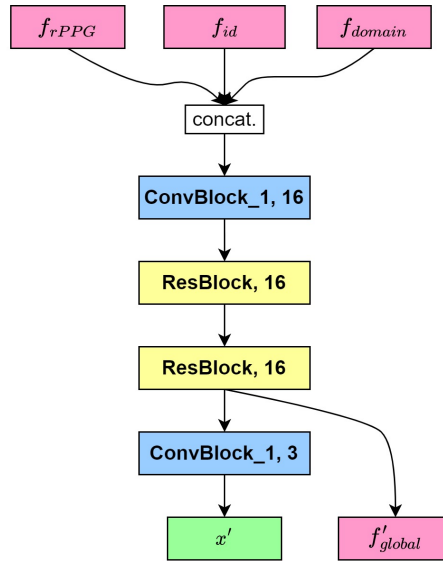 f_{rPPG} f_{id} f_{domain}
concat.
ConvBlock_1, 16
ResBlock, 16
ResBlock, 16
ConvBlock_1, 3
x′ f′_{global}